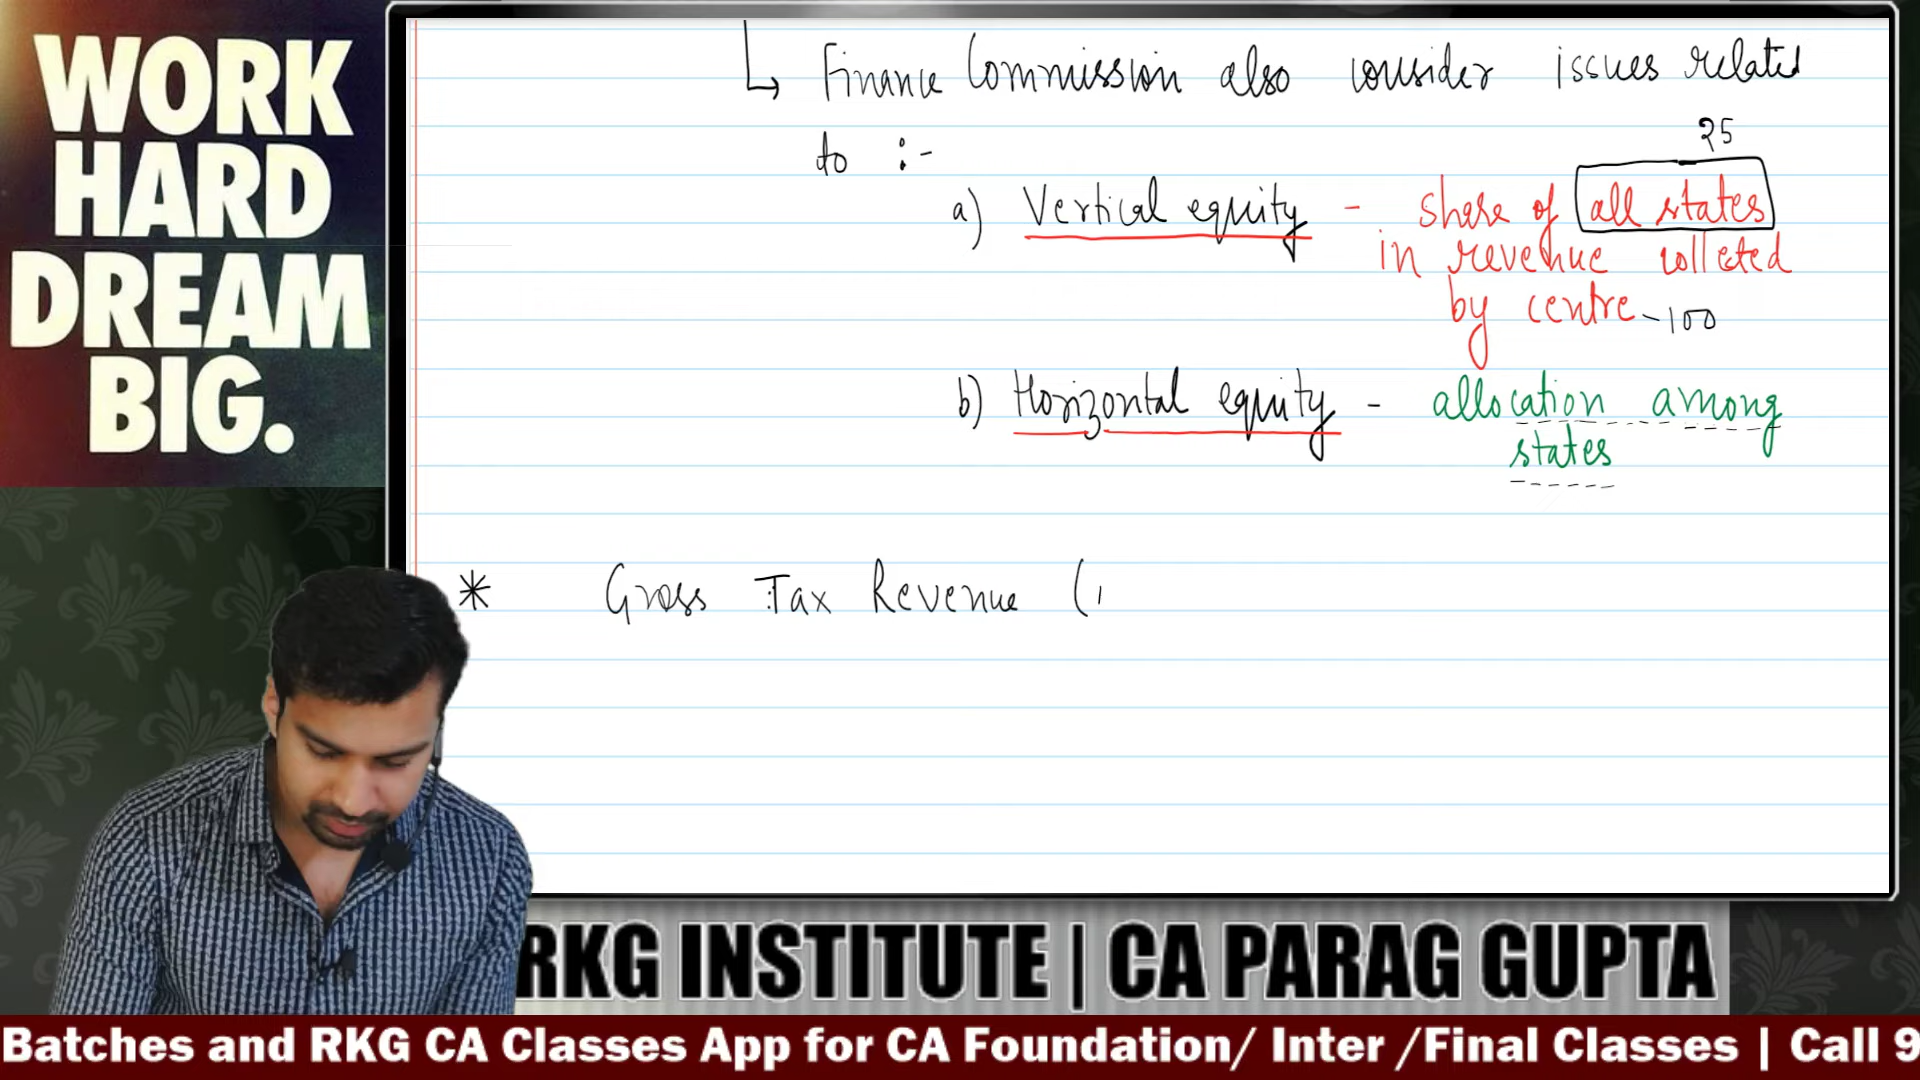 WORK
HARD
DREAM
BIG.
↳ Finance Commission also consider issues related
to :-
25
a) Vertical equity - share of all states
in revenue collected
by centre - 100
b) Horizontal equity - allocation among
states
* Gross Tax Revenue (
RKG INSTITUTE | CA PARAG GUPTA
Batches and RKG CA Classes App for CA Foundation/ Inter /Final Classes | Call 9